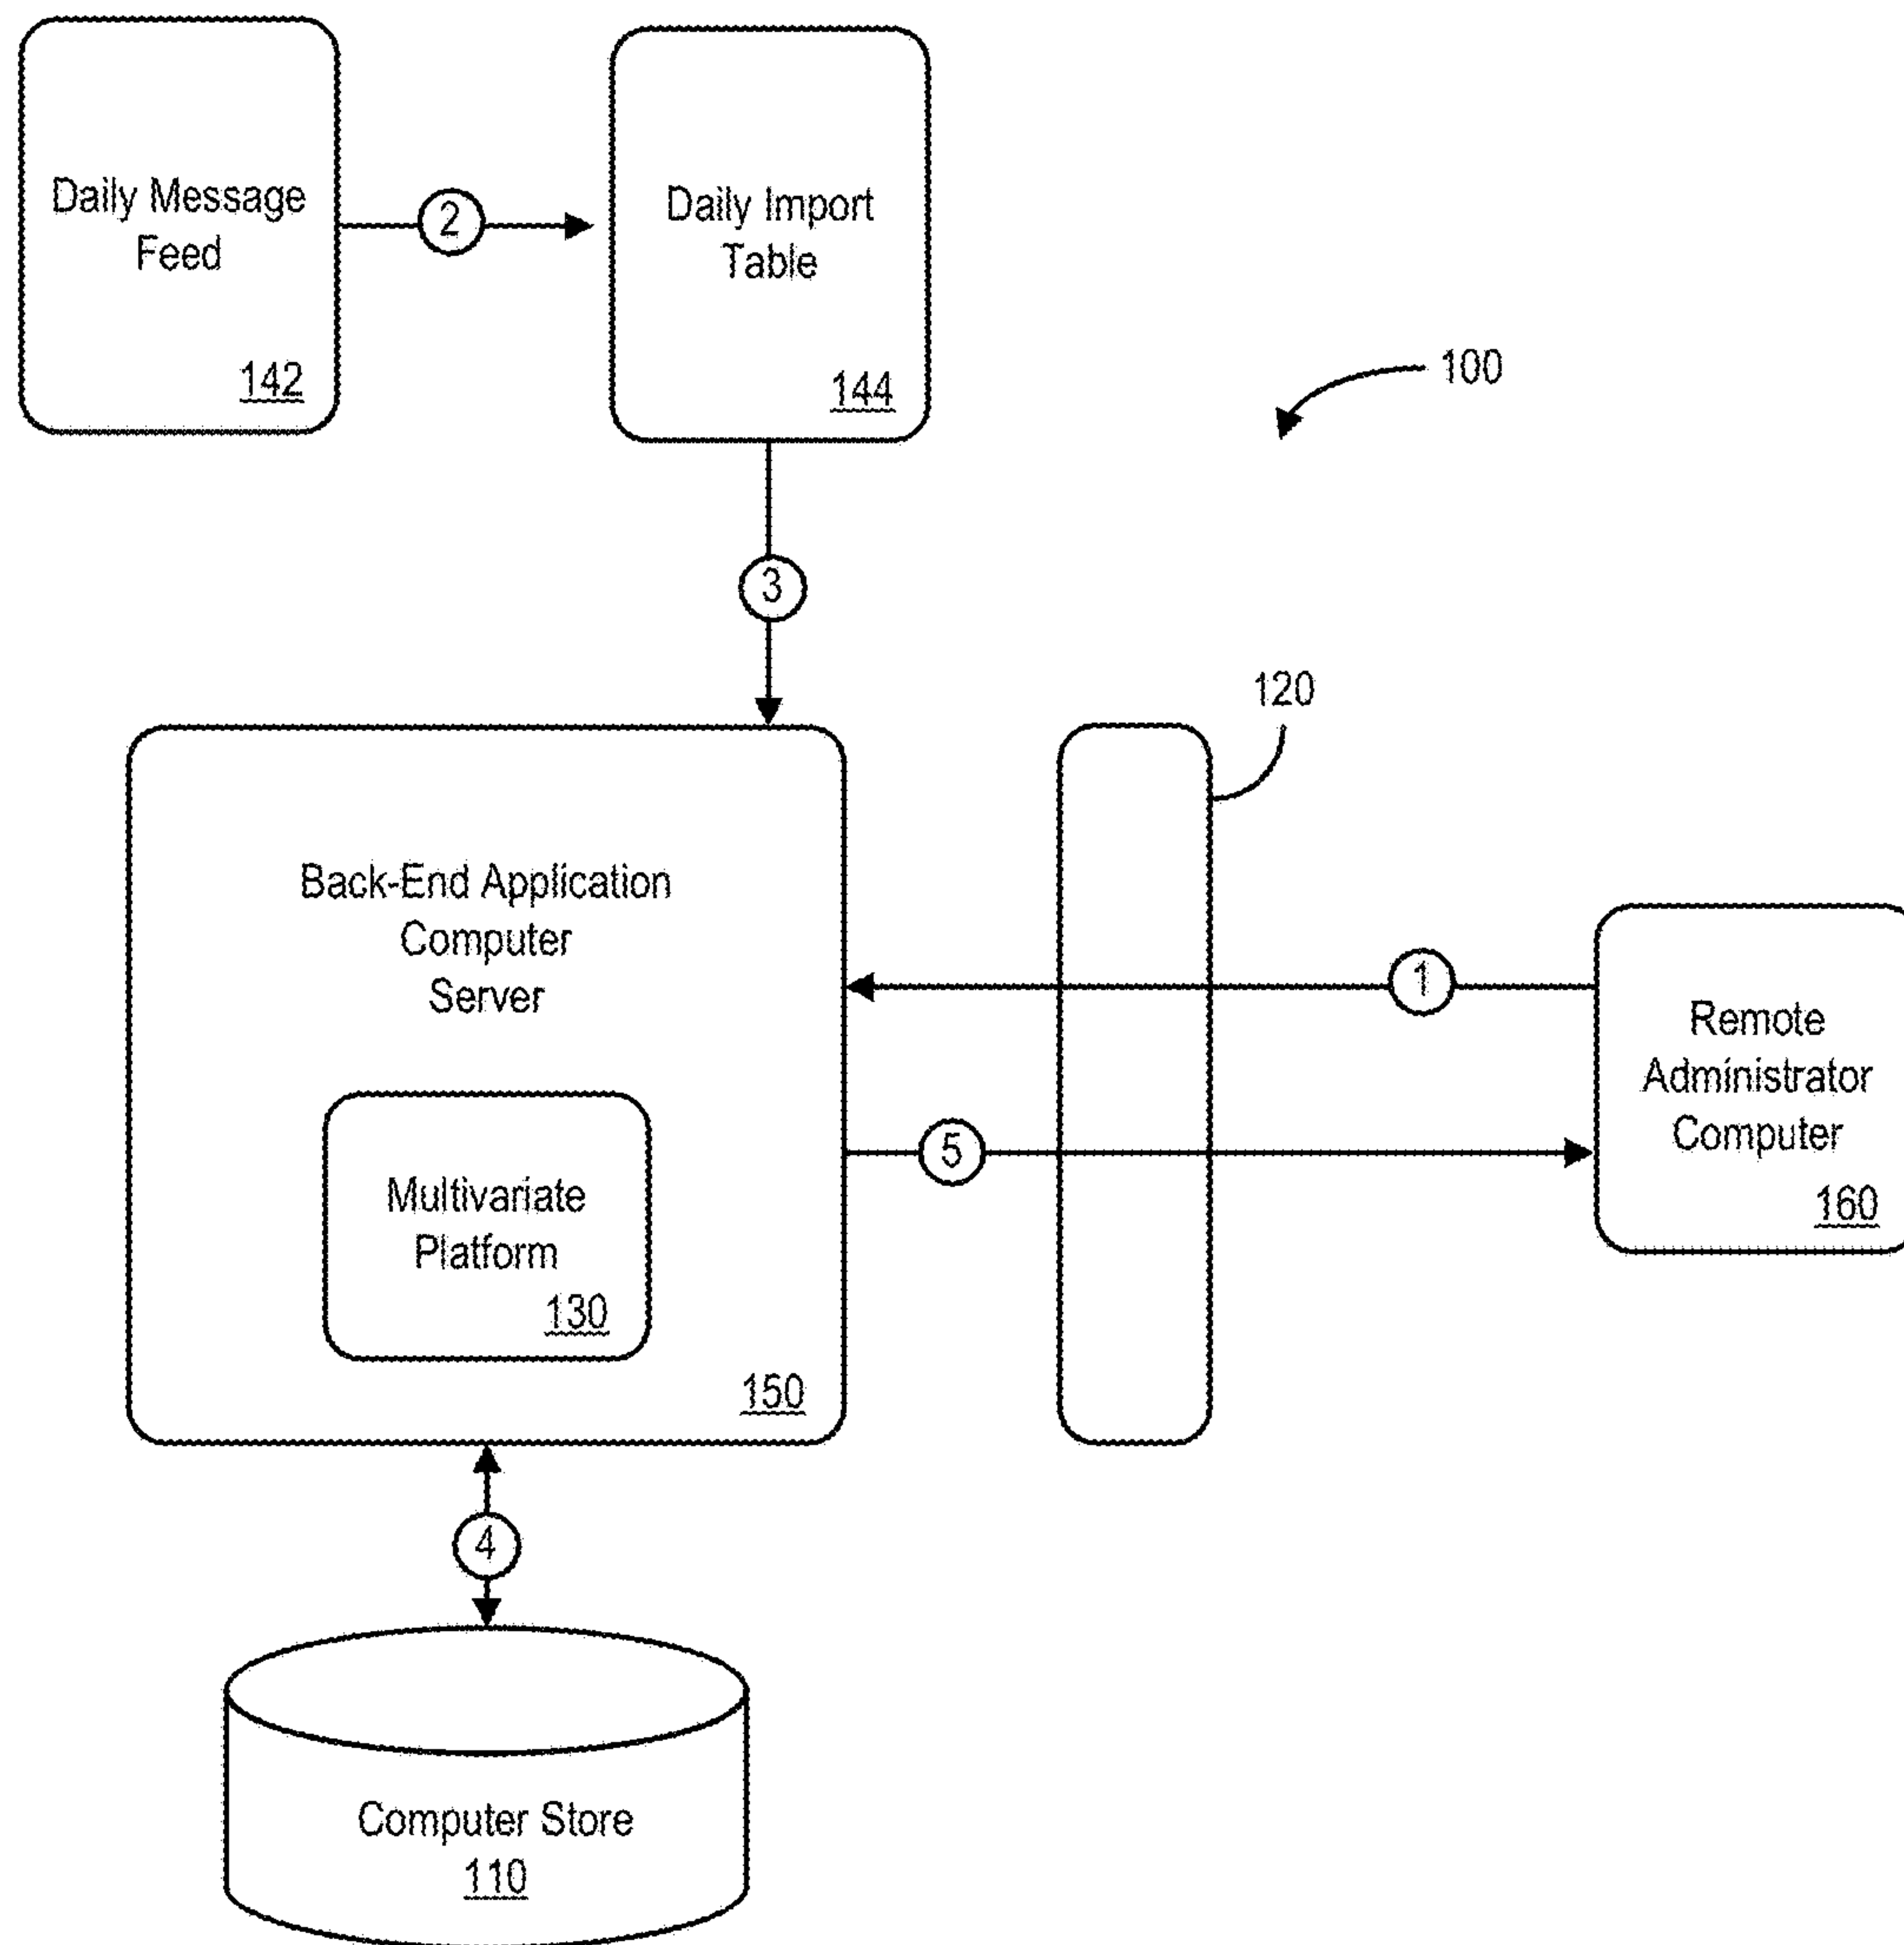 Daily Message
Feed
142
2
Daily Import
Table
144
100
3
120
Back-End Application
Computer
Server
1
Remote
Administrator
Computer
160
5
Multivariate
Platform
130
150
4
Computer Store
110